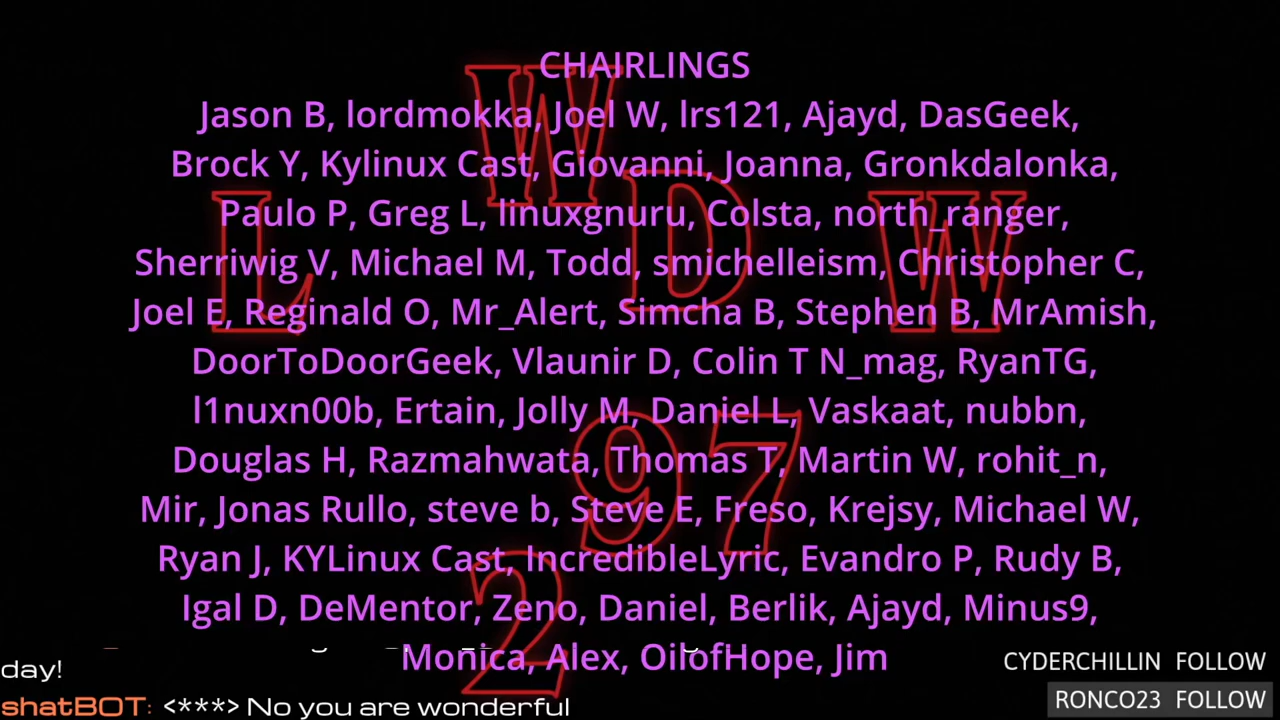 CHAIRLINGS
Jason B, lordmokka, Joel W, lrs121, Ajayd, DasGeek,
Brock Y, Kylinux Cast, Giovanni, Joanna, Gronkdalonka,
Paulo P, Greg L, linuxgnuru, Colsta, north_ranger,
Sherriwig V, Michael M, Todd, smichelleism, Christopher C,
Joel E, Reginald O, Mr_Alert, Simcha B, Stephen B, MrAmish,
DoorToDoorGeek, Vlaunir D, Colin T N_mag, RyanTG,
l1nuxn00b, Ertain, Jolly M, Daniel L, Vaskaat, nubbn,
Douglas H, Razmahwata, Thomas T, Martin W, rohit_n,
Mir, Jonas Rullo, steve b, Steve E, Freso, Krejsy, Michael W,
Ryan J, KYLinux Cast, IncredibleLyric, Evandro P, Rudy B,
Igal D, DeMentor, Zeno, Daniel, Berlik, Ajayd, Minus9,
Monica, Alex, OilofHope, Jim
W
L D W
9 7
2
day!
shatBOT: <***> No you are wonderful
CYDERCHILLIN FOLLOW
RONCO23 FOLLOW